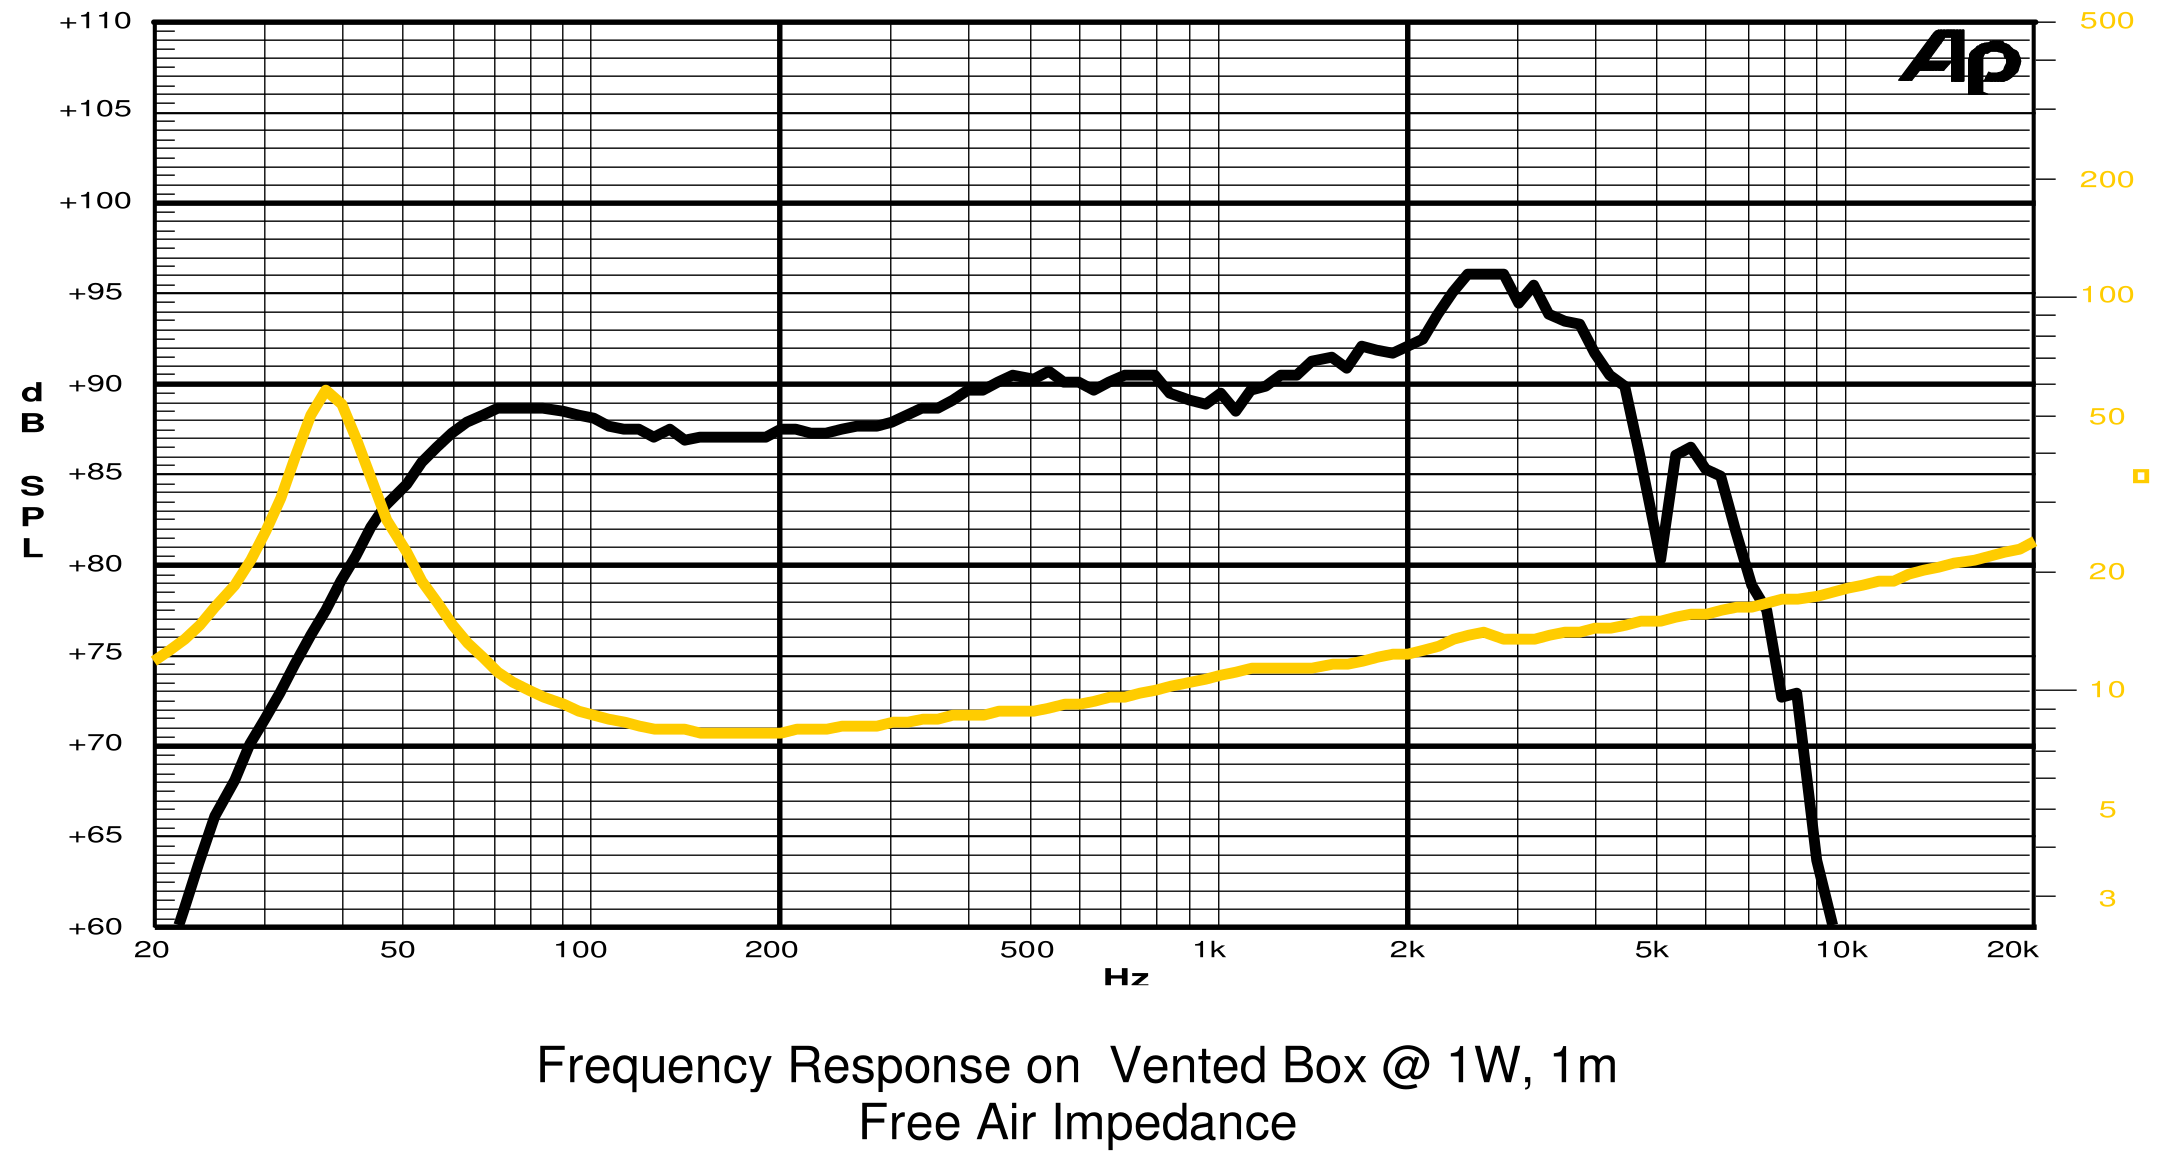 +110
+105
+100
+95
+90
+85
+80
+75
+70
+65
+60
d
B
S
P
L
500
200
100
50
20
10
5
3
Ap
20 50 100 200 500 1k 2k 5k 10k 20k
Hz
Frequency Response on Vented Box @ 1W, 1m
Free Air Impedance